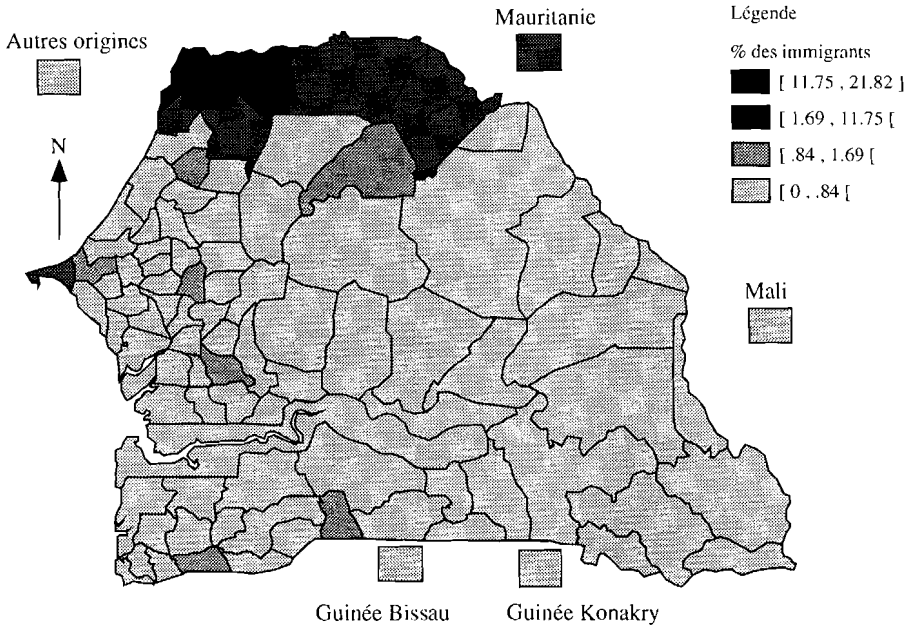 Autres origines
Mauritanie
Légende
% des immigrants
[ 11.75 , 21.82 ]
[ 1.69 , 11.75 [
[ .84 , 1.69 [
[ 0 , .84 [
N
Mali
Guinée Bissau
Guinée Konakry